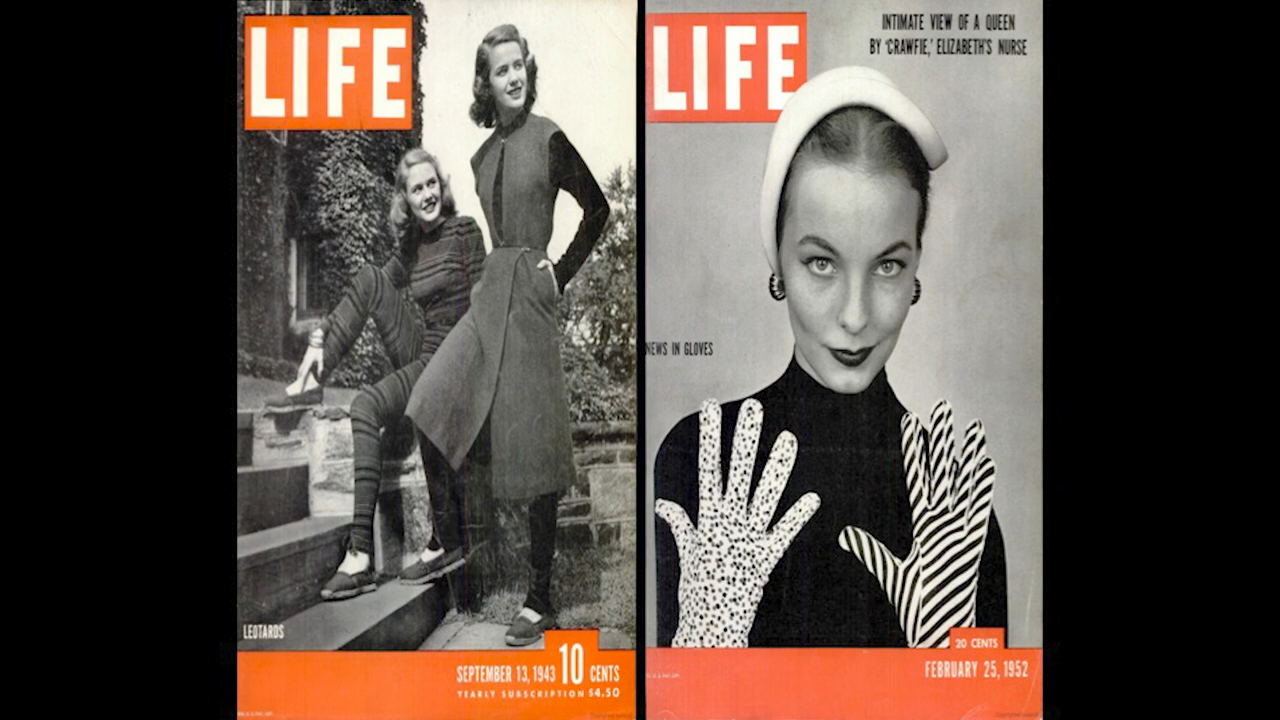 LIFE
LEOTARDS
SEPTEMBER 13, 1943 10 CENTS
YEARLY SUBSCRIPTION $4.50
LIFE
INTIMATE VIEW OF A QUEEN
BY 'CRAWFIE,' ELIZABETH'S NURSE
NEWS IN GLOVES
20 CENTS
FEBRUARY 25, 1952